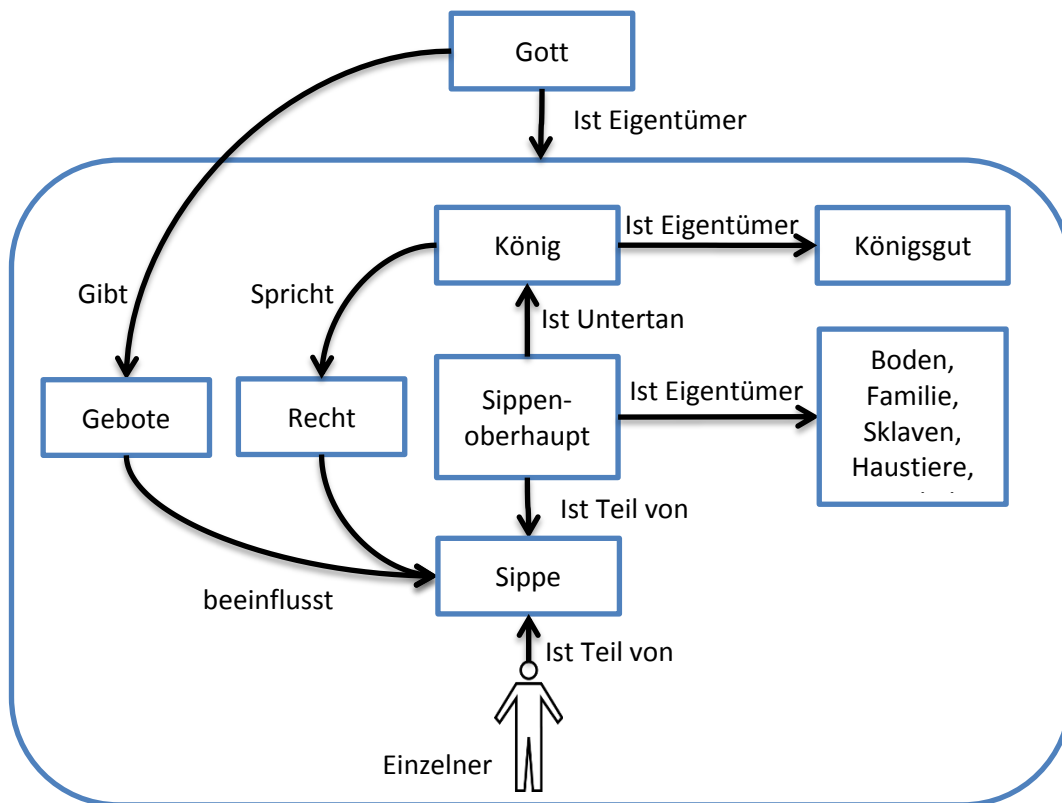 Gott
Ist Eigentümer
Ist Eigentümer
König
Königsgut
Gibt
Spricht
Ist Untertan
Boden,
Familie,
Sklaven,
Haustiere,
Ist Eigentümer
Gebote
Recht
Sippen-
oberhaupt
Ist Teil von
Sippe
beeinflusst
Ist Teil von
Einzelner